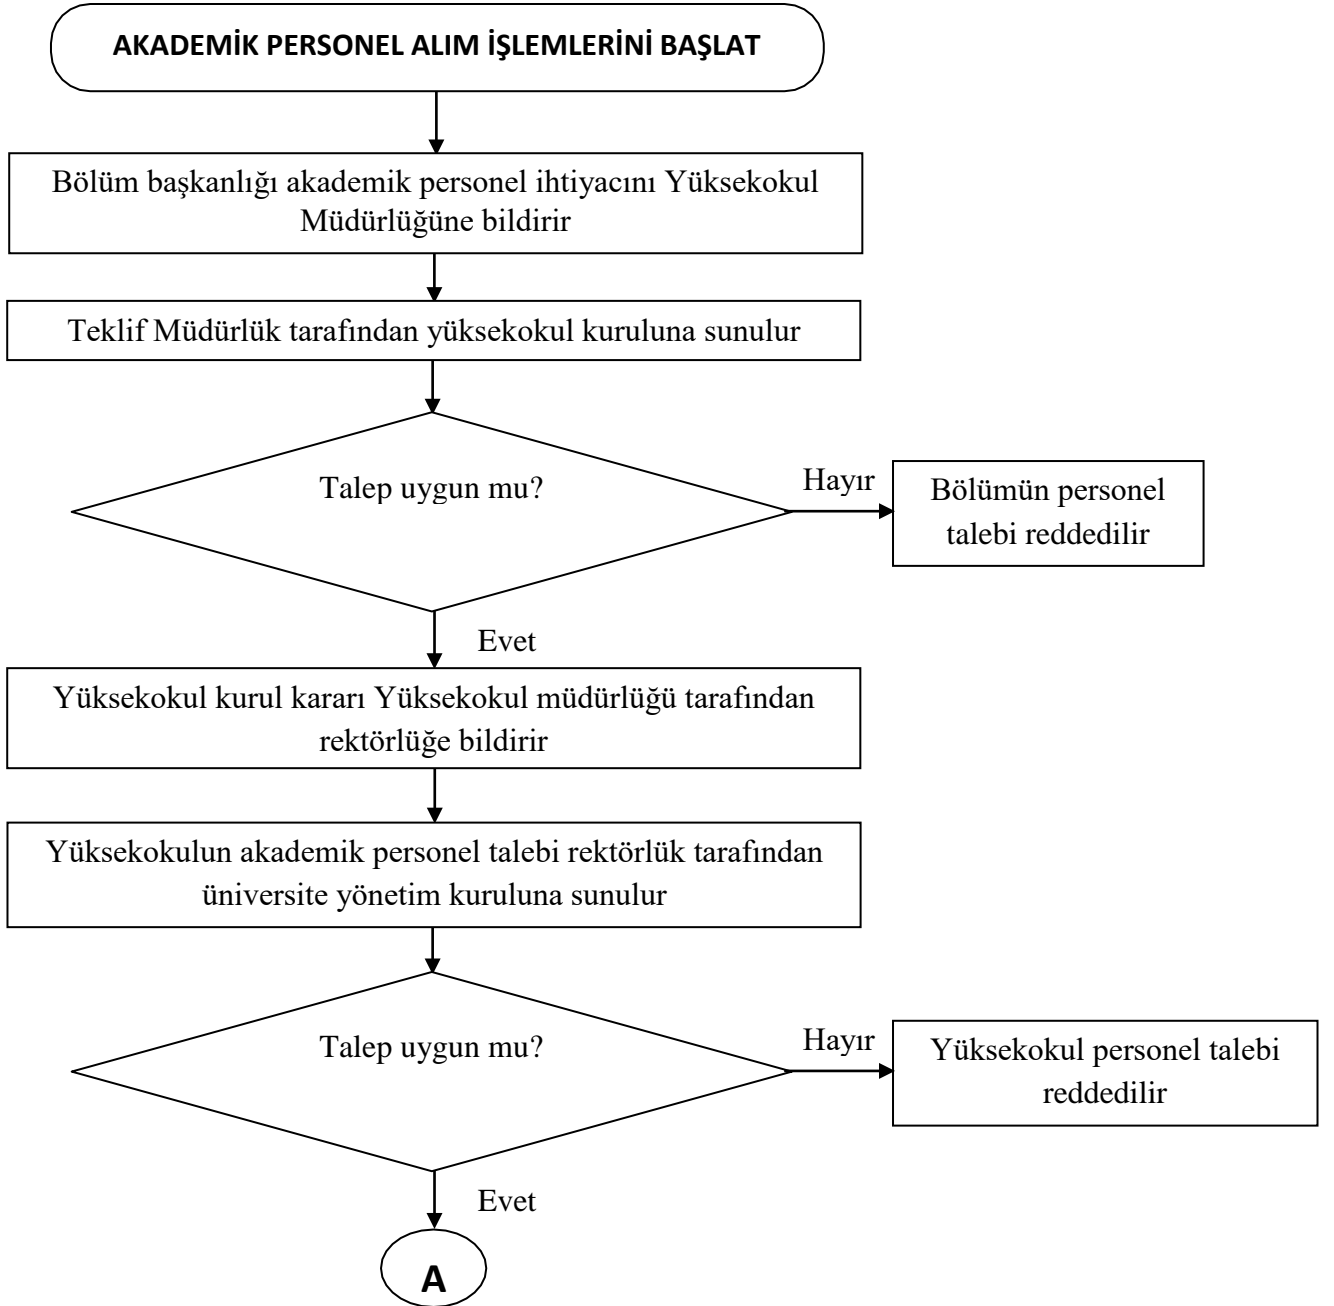 AKADEMİK PERSONEL ALIM İŞLEMLERİNİ BAŞLAT
Bölüm başkanlığı akademik personel ihtiyacını Yüksekokul
Müdürlüğüne bildirir
Teklif Müdürlük tarafından yüksekokul kuruluna sunulur
Talep uygun mu?
Hayır
Bölümün personel
talebi reddedilir
Evet
Yüksekokul kurul kararı Yüksekokul müdürlüğü tarafından
rektörlüğe bildirir
Yüksekokulun akademik personel talebi rektörlük tarafından
üniversite yönetim kuruluna sunulur
Talep uygun mu?
Hayır
Yüksekokul personel talebi
reddedilir
Evet
A